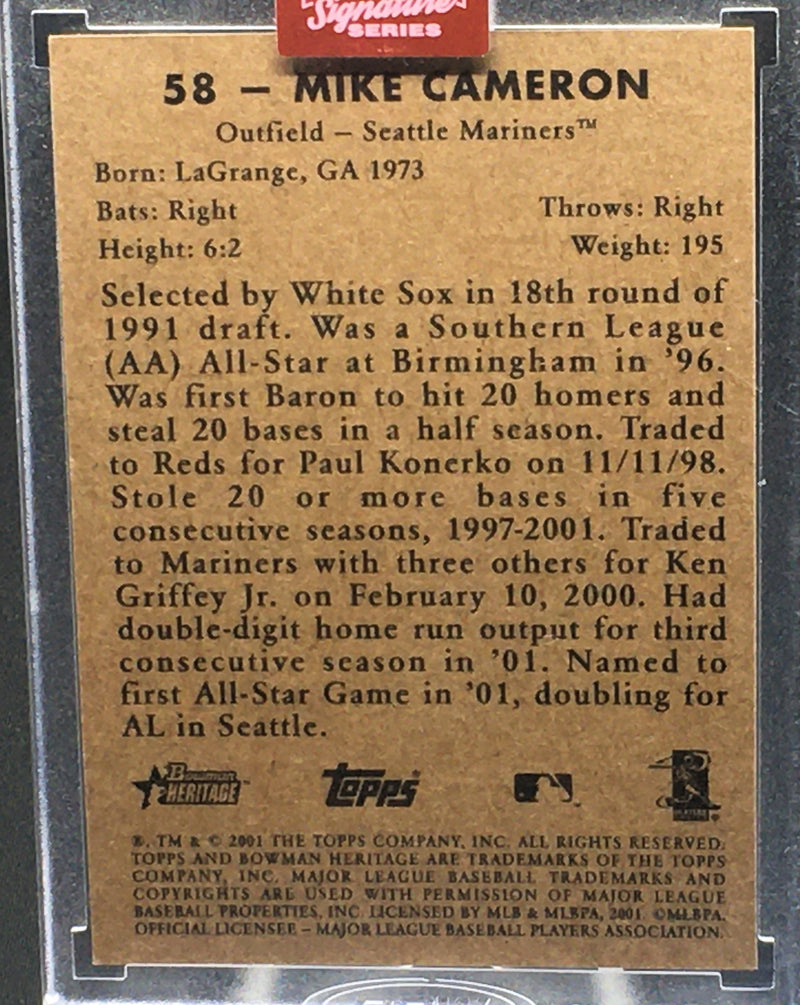 Signature
SERIES
58 – MIKE CAMERON
Outfield – Seattle Mariners™
Born: LaGrange, GA 1973
Bats: Right Throws: Right
Height: 6:2 Weight: 195
Selected by White Sox in 18th round of
1991 draft. Was a Southern League
(AA) All-Star at Birmingham in ’96.
Was first Baron to hit 20 homers and
steal 20 bases in a half season. Traded
to Reds for Paul Konerko on 11/11/98.
Stole 20 or more bases in five
consecutive seasons, 1997-2001. Traded
to Mariners with three others for Ken
Griffey Jr. on February 10, 2000. Had
double-digit home run output for third
consecutive season in ’01. Named to
first All-Star Game in ’01, doubling for
AL in Seattle.
Bowman
HERITAGE™ Topps®
®, TM & © 2001 THE TOPPS COMPANY, INC. ALL RIGHTS RESERVED.
TOPPS AND BOWMAN HERITAGE ARE TRADEMARKS OF THE TOPPS
COMPANY, INC. MAJOR LEAGUE BASEBALL TRADEMARKS AND
COPYRIGHTS ARE USED WITH PERMISSION OF MAJOR LEAGUE
BASEBALL PROPERTIES, INC. LICENSED BY MLB & MLBPA, 2001. ©MLBPA.
OFFICIAL LICENSEE – MAJOR LEAGUE BASEBALL PLAYERS ASSOCIATION.